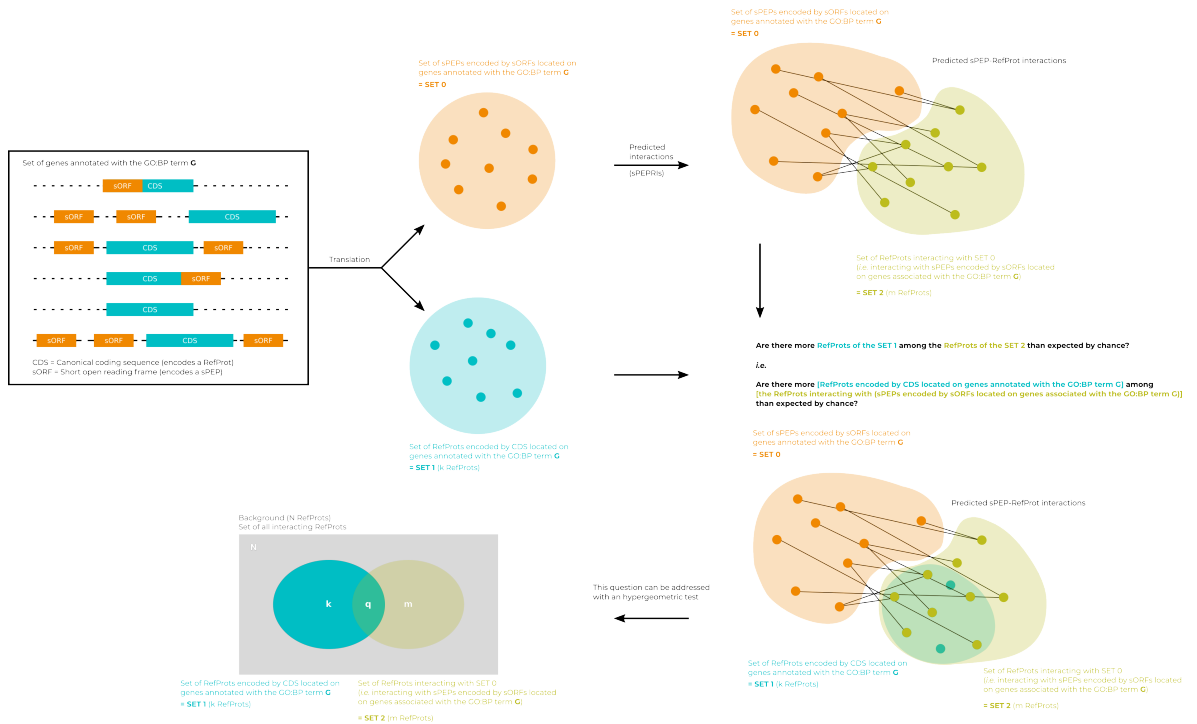 Set of sPEPs encoded by sORFs located on
genes annotated with the GO:BP term G
= SET 0
Predicted sPEP-RefProt interactions
Set of sPEPs encoded by sORFs located on
genes annotated with the GO:BP term G
= SET 0
Set of genes annotated with the GO:BP term G
sORF CDS
sORF sORF CDS
sORF CDS sORF
CDS sORF
CDS
sORF sORF CDS sORF
CDS = Canonical coding sequence (encodes a RefProt)
sORF = Short open reading frame (encodes a sPEP)
Translation
Predicted
interactions
(sPEPRIs)
Set of RefProts interacting with SET 0
(i.e. interacting with sPEPs encoded by sORFs located
on genes associated with the GO:BP term G)
= SET 2 (m RefProts)
Set of RefProts encoded by CDS located on
genes annotated with the GO:BP term G
= SET 1 (k RefProts)
Are there more RefProts of the SET 1 among the RefProts of the SET 2 than expected by chance?
i.e.
Are there more [RefProts encoded by CDS located on genes annotated with the GO:BP term G] among
[the RefProts interacting with (sPEPs encoded by sORFs located on genes associated with the GO:BP term G)]
than expected by chance?
Set of sPEPs encoded by sORFs located on
genes annotated with the GO:BP term G
= SET 0
Predicted sPEP-RefProt interactions
Set of RefProts encoded by CDS located on
genes annotated with the GO:BP term G
= SET 1 (k RefProts)
Set of RefProts interacting with SET 0
(i.e. interacting with sPEPs encoded by sORFs located
on genes associated with the GO:BP term G)
= SET 2 (m RefProts)
This question can be addressed
with an hypergeometric test
Background (N RefProts)
Set of all interacting RefProts
N
k q m
Set of RefProts encoded by CDS located on
genes annotated with the GO:BP term G
= SET 1 (k RefProts)
Set of RefProts interacting with SET 0
(i.e. interacting with sPEPs encoded by sORFs located
on genes associated with the GO:BP term G)
= SET 2 (m RefProts)